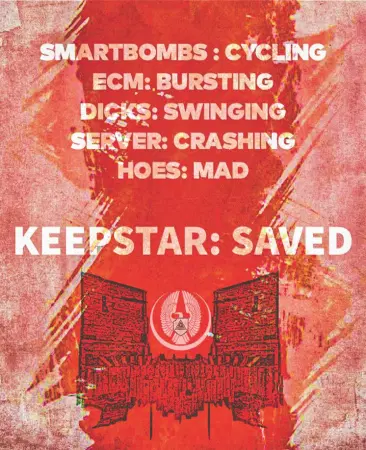 SMARTBOMBS : CYCLING
ECM: BURSTING
DICKS: SWINGING
SERVER: CRASHING
HOES: MAD
KEEPSTAR: SAVED